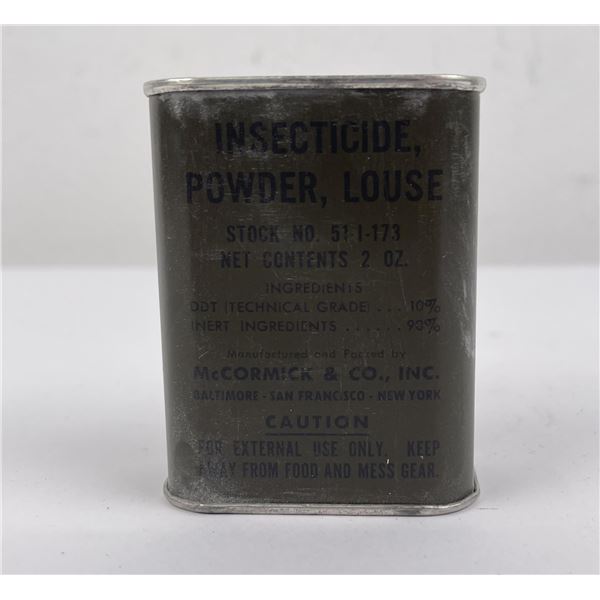 INSECTICIDE,
POWDER, LOUSE
STOCK NO. 51-I-173
NET CONTENTS 2 OZ.
INGREDIENTS
DDT (TECHNICAL GRADE) . . . 10%
INERT INGREDIENTS . . . . . . 90%
Manufactured and Packed by
McCORMICK & CO., INC.
BALTIMORE - SAN FRANCISCO - NEW YORK
CAUTION
FOR EXTERNAL USE ONLY. KEEP
AWAY FROM FOOD AND MESS GEAR.